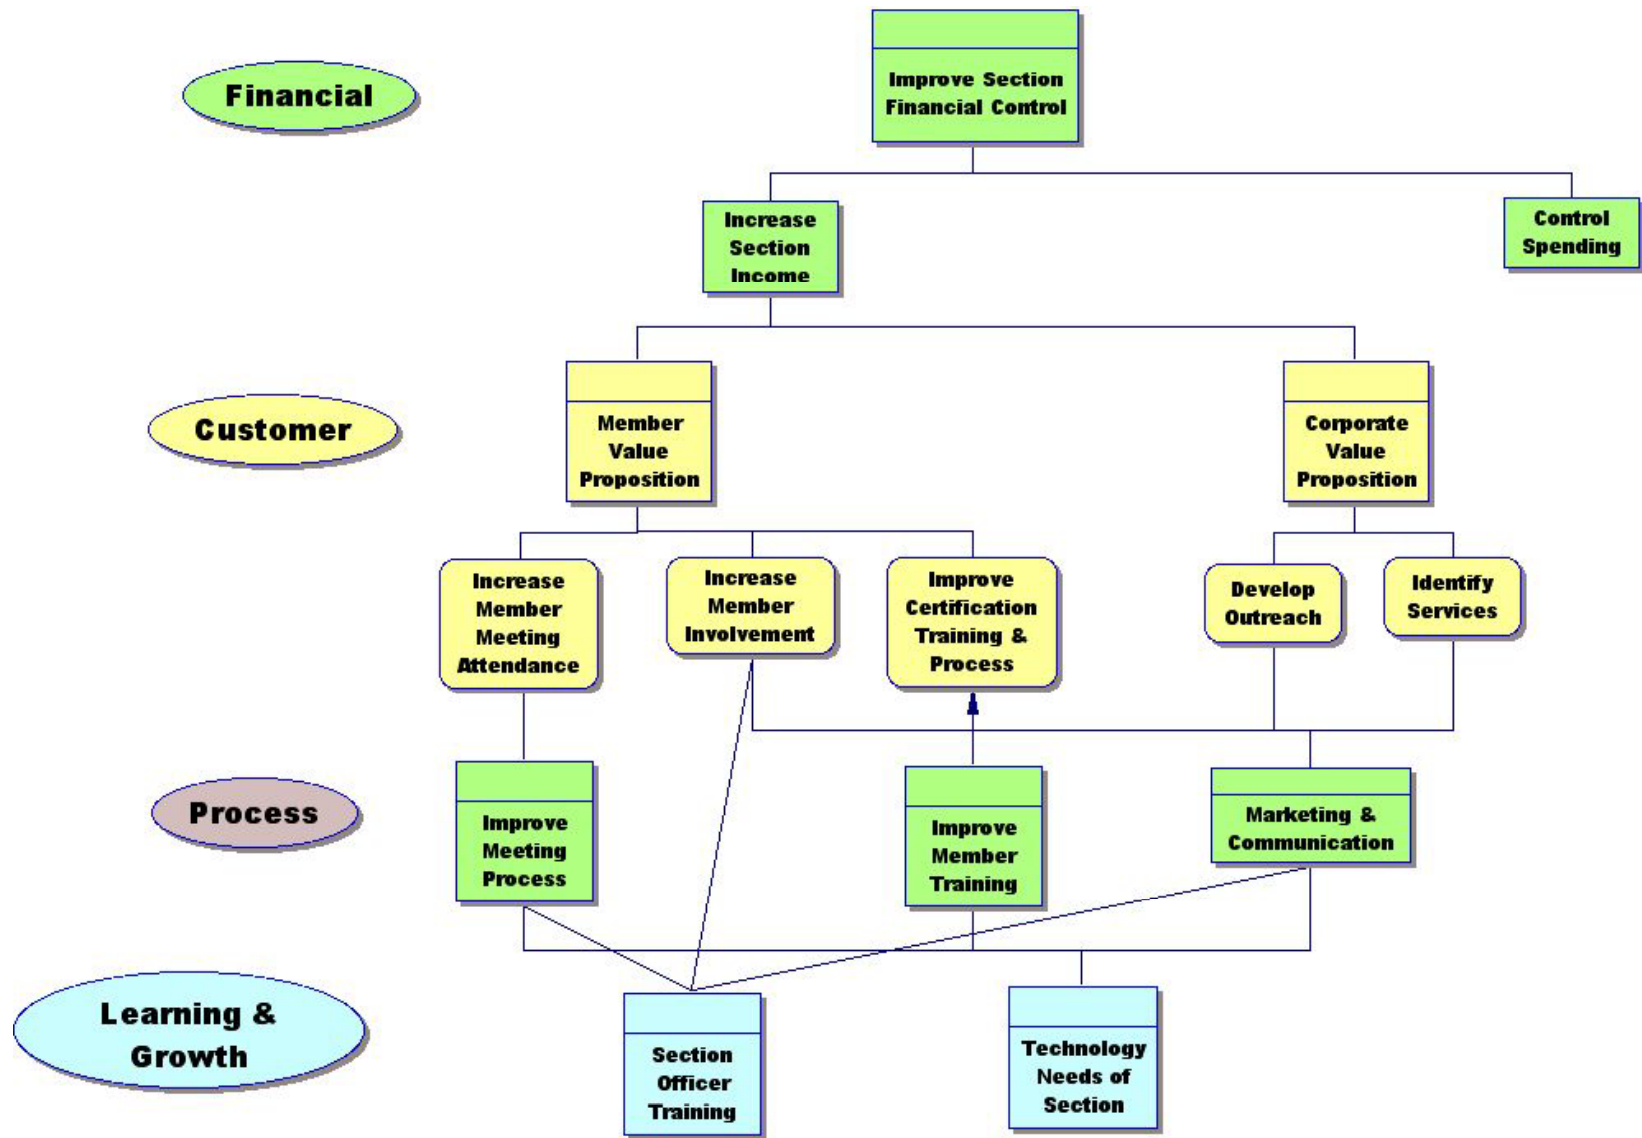 Financial
Improve Section
Financial Control
Increase
Section
Income
Control
Spending
Customer
Member
Value
Proposition
Corporate
Value
Proposition
Increase
Member
Meeting
Attendance
Increase
Member
Involvement
Improve
Certification
Training &
Process
Develop
Outreach
Identify
Services
Process
Improve
Meeting
Process
Improve
Member
Training
Marketing &
Communication
Learning &
Growth
Section
Officer
Training
Technology
Needs of
Section